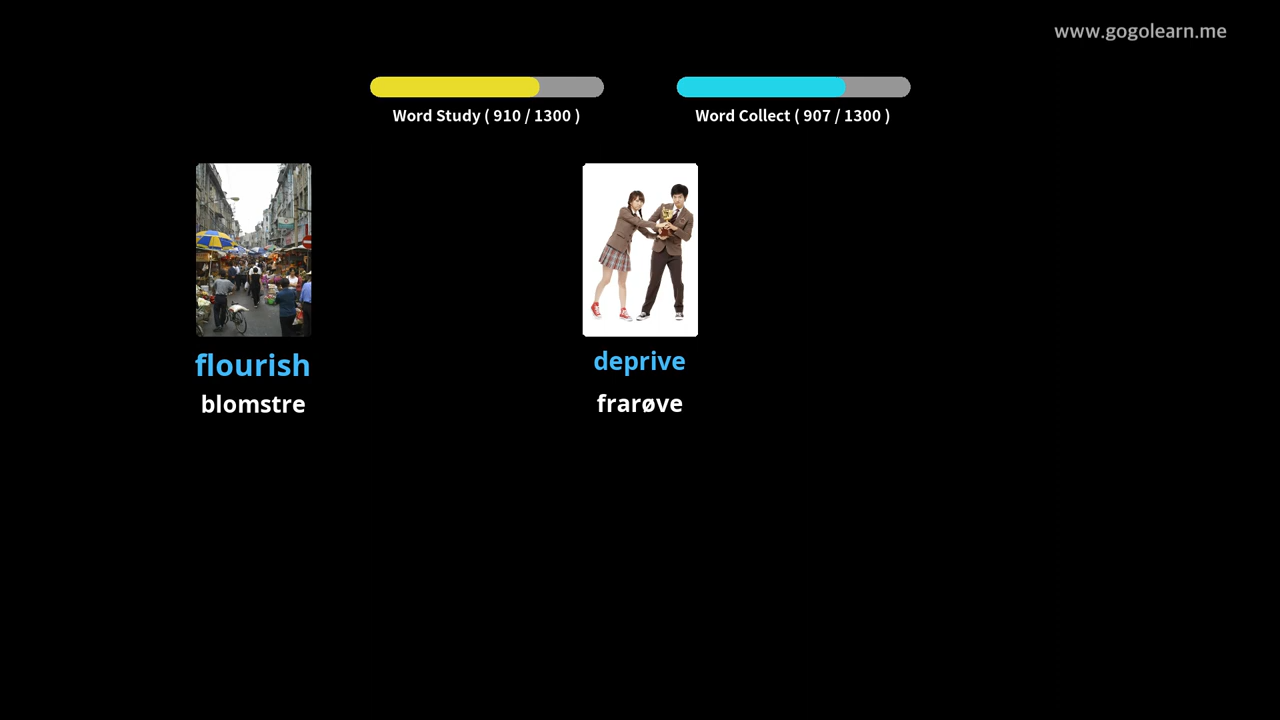 www.gogolearn.me
Word Study ( 910 / 1300 )
Word Collect ( 907 / 1300 )
flourish
blomstre
deprive
frarøve